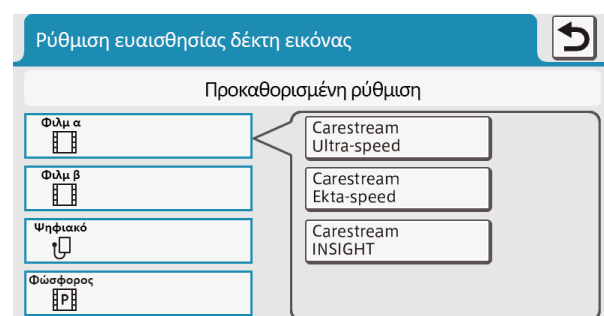 Ρύθμιση ευαισθησίας δέκτη εικόνας
Προκαθορισμένη ρύθμιση
Φιλμ α
Carestream
Ultra-speed
Φιλμ β
Carestream
Ekta-speed
Ψηφιακό
Carestream
INSIGHT
Φώσφορος
P